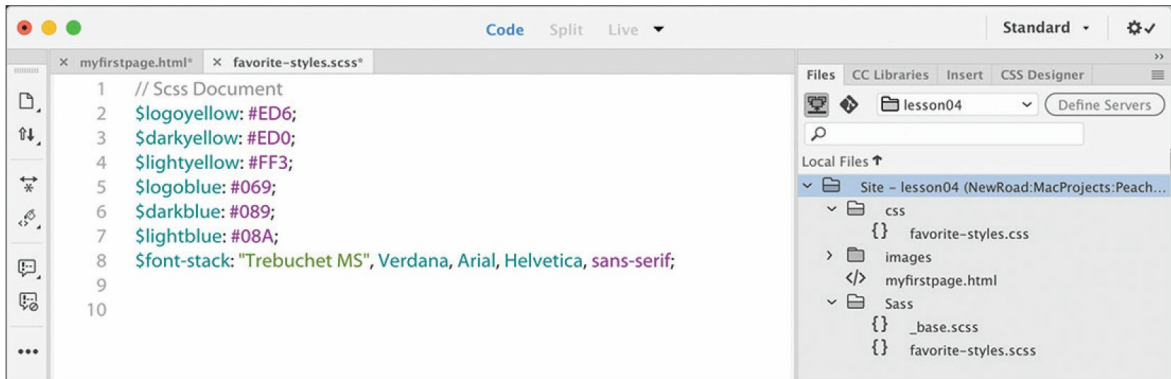 Code Split Live
Standard
× myfirstpage.html* × favorite-styles.scss*
1 // Scss Document
2 $logoyellow: #ED6;
3 $darkyellow: #ED0;
4 $lightyellow: #FF3;
5 $logoblue: #069;
6 $darkblue: #089;
7 $lightblue: #08A;
8 $font-stack: "Trebuchet MS", Verdana, Arial, Helvetica, sans-serif;
9
10
Files CC Libraries Insert CSS Designer
lesson04 Define Servers
Local Files ↑
Site – lesson04 (NewRoad:MacProjects:Peach...
css
{} favorite-styles.css
images
</> myfirstpage.html
Sass
{} _base.scss
{} favorite-styles.scss